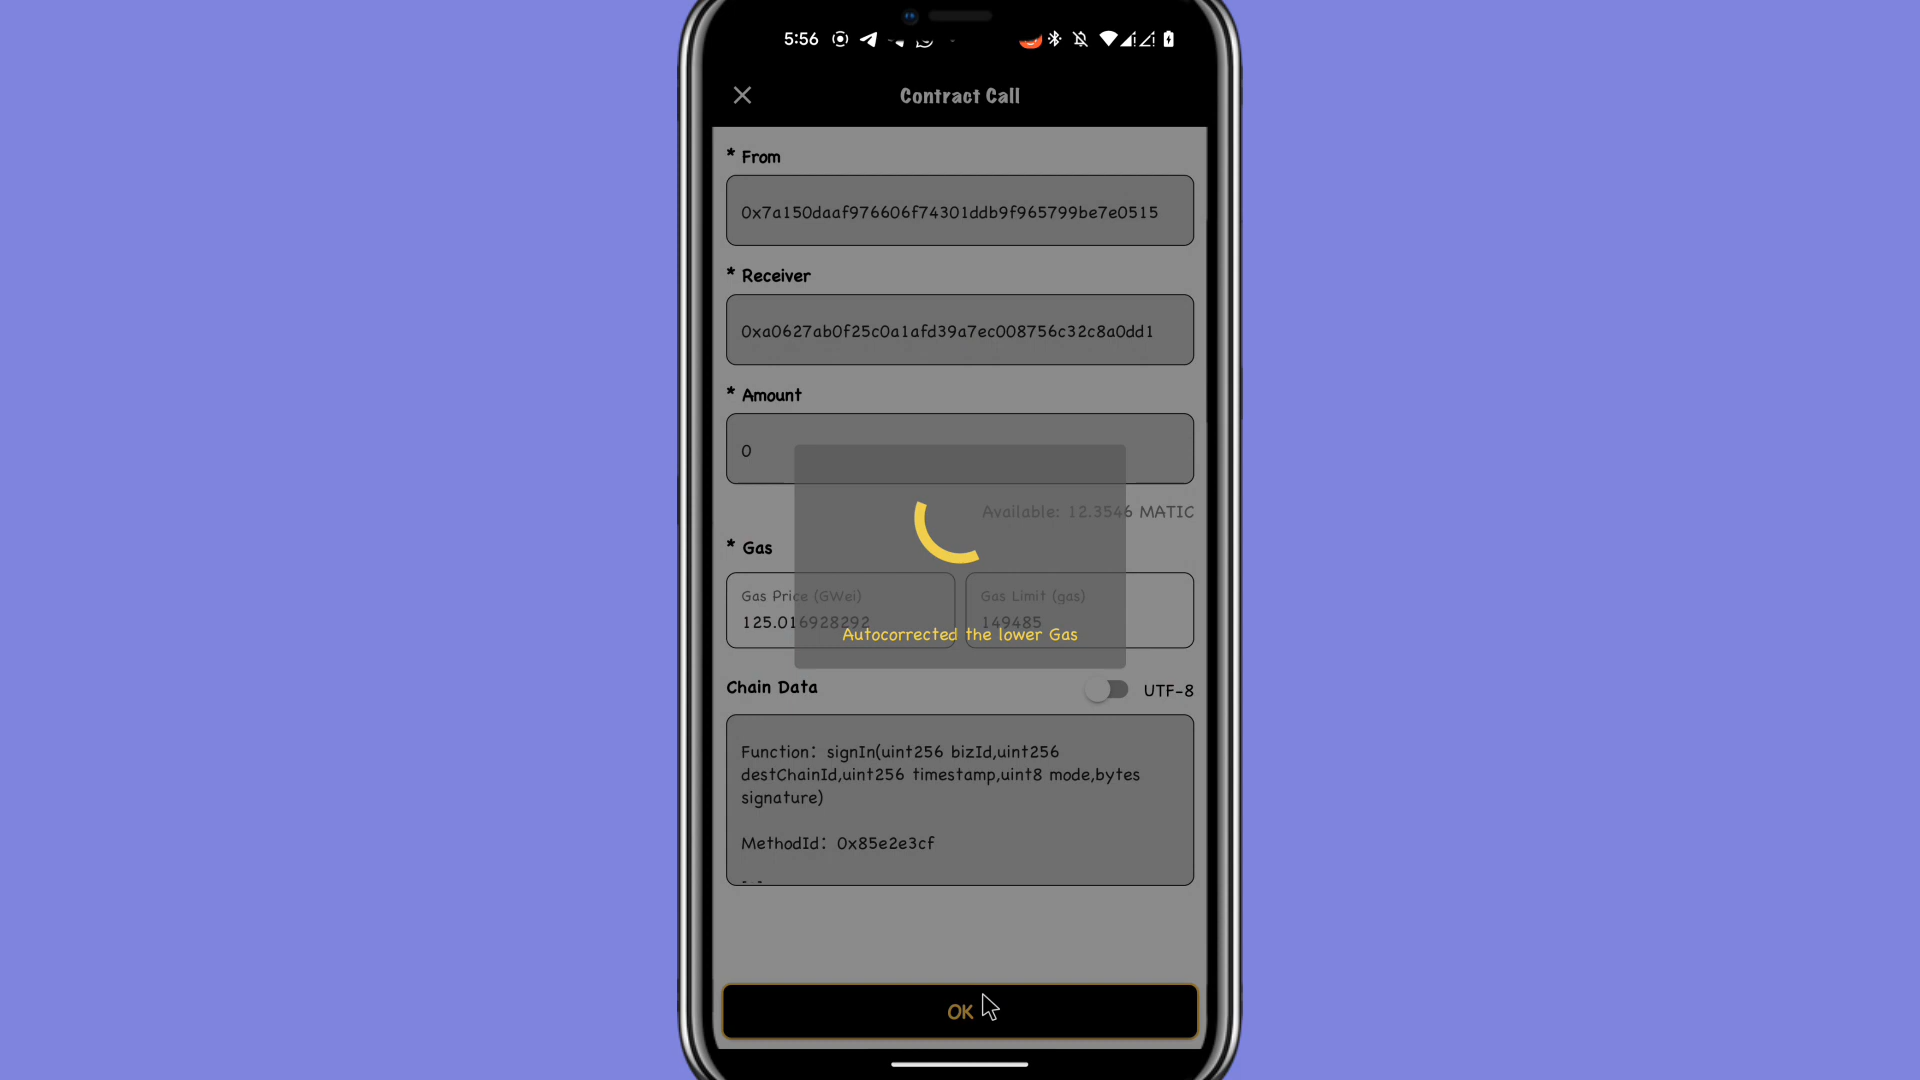 5:56
Contract Call
* From
0x7a150daaf976606f74301ddb9f965799be7e0515
* Receiver
0xa0627ab0f25c0a1afd39a7ec008756c32c8a0dd1
* Amount
0
Available: 12.3546 MATIC
* Gas
Gas Price (GWei)
125.016928292
Gas Limit (gas)
149485
Autocorrected the lower Gas
Chain Data
UTF-8
Function: signIn(uint256 bizId,uint256
destChainId,uint256 timestamp,uint8 mode,bytes
signature)
MethodId: 0x85e2e3cf
OK